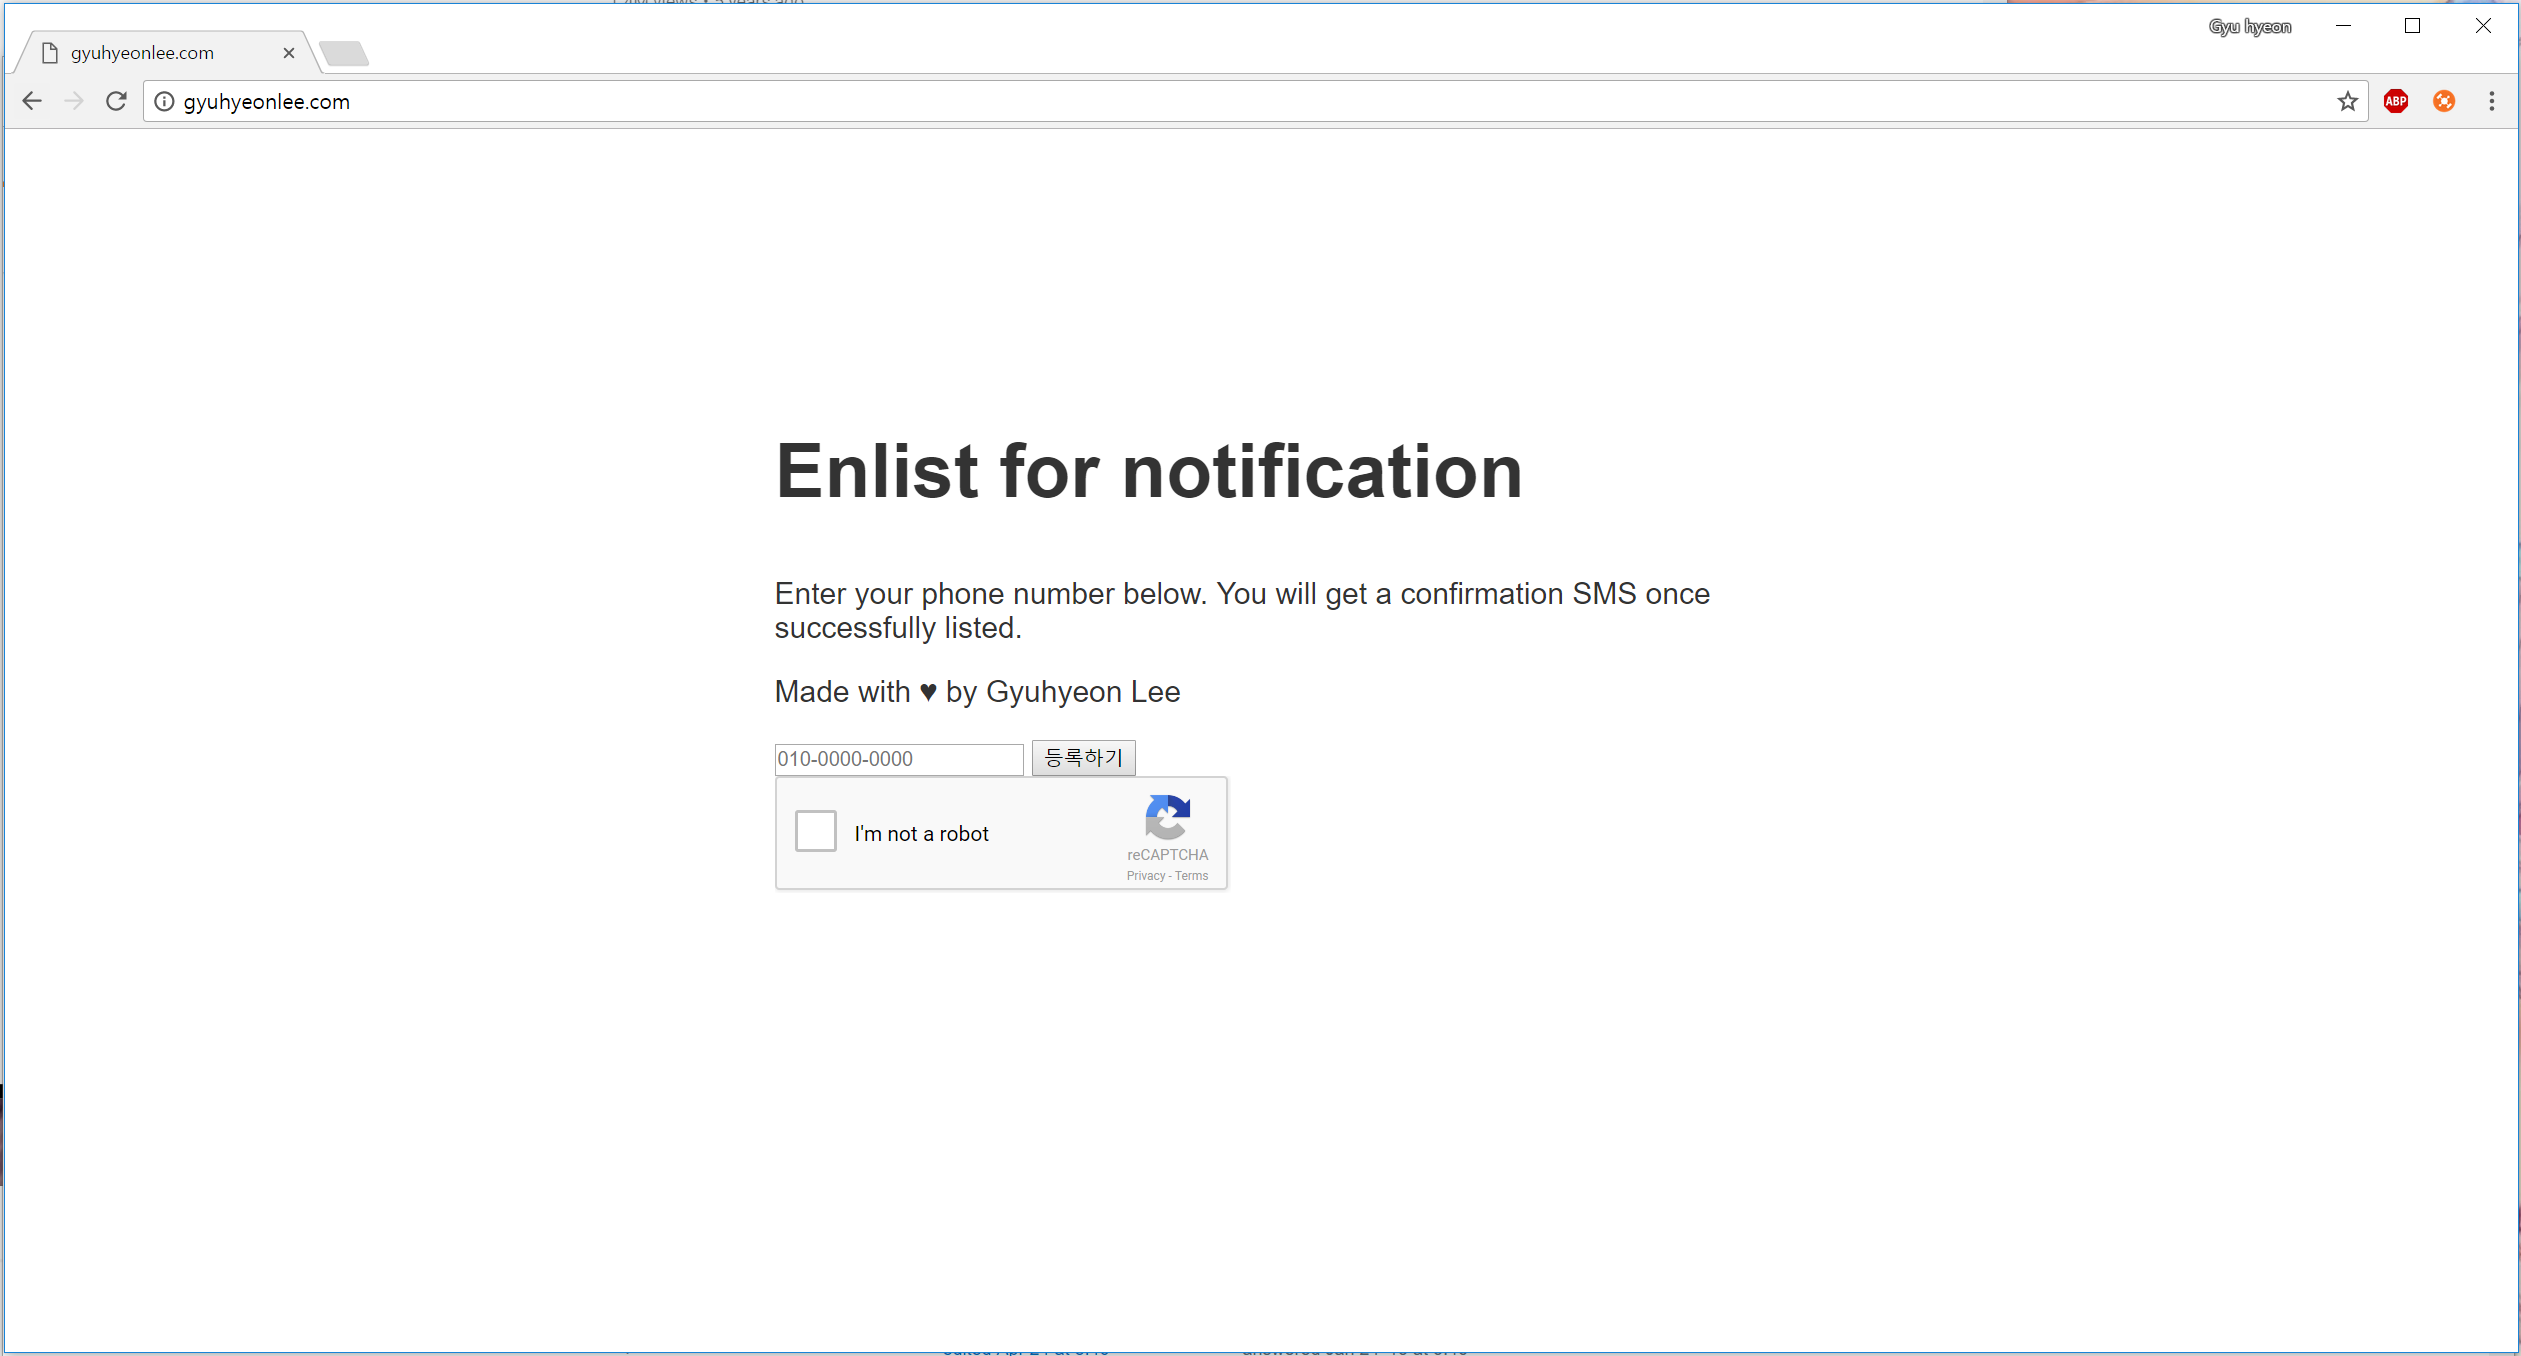 Gyu hyeon
gyuhyeonlee.com
gyuhyeonlee.com
ABP
Enlist for notification
Enter your phone number below. You will get a confirmation SMS once
successfully listed.
Made with ♥ by Gyuhyeon Lee
010-0000-0000 등록하기
I'm not a robot
reCAPTCHA
Privacy - Terms